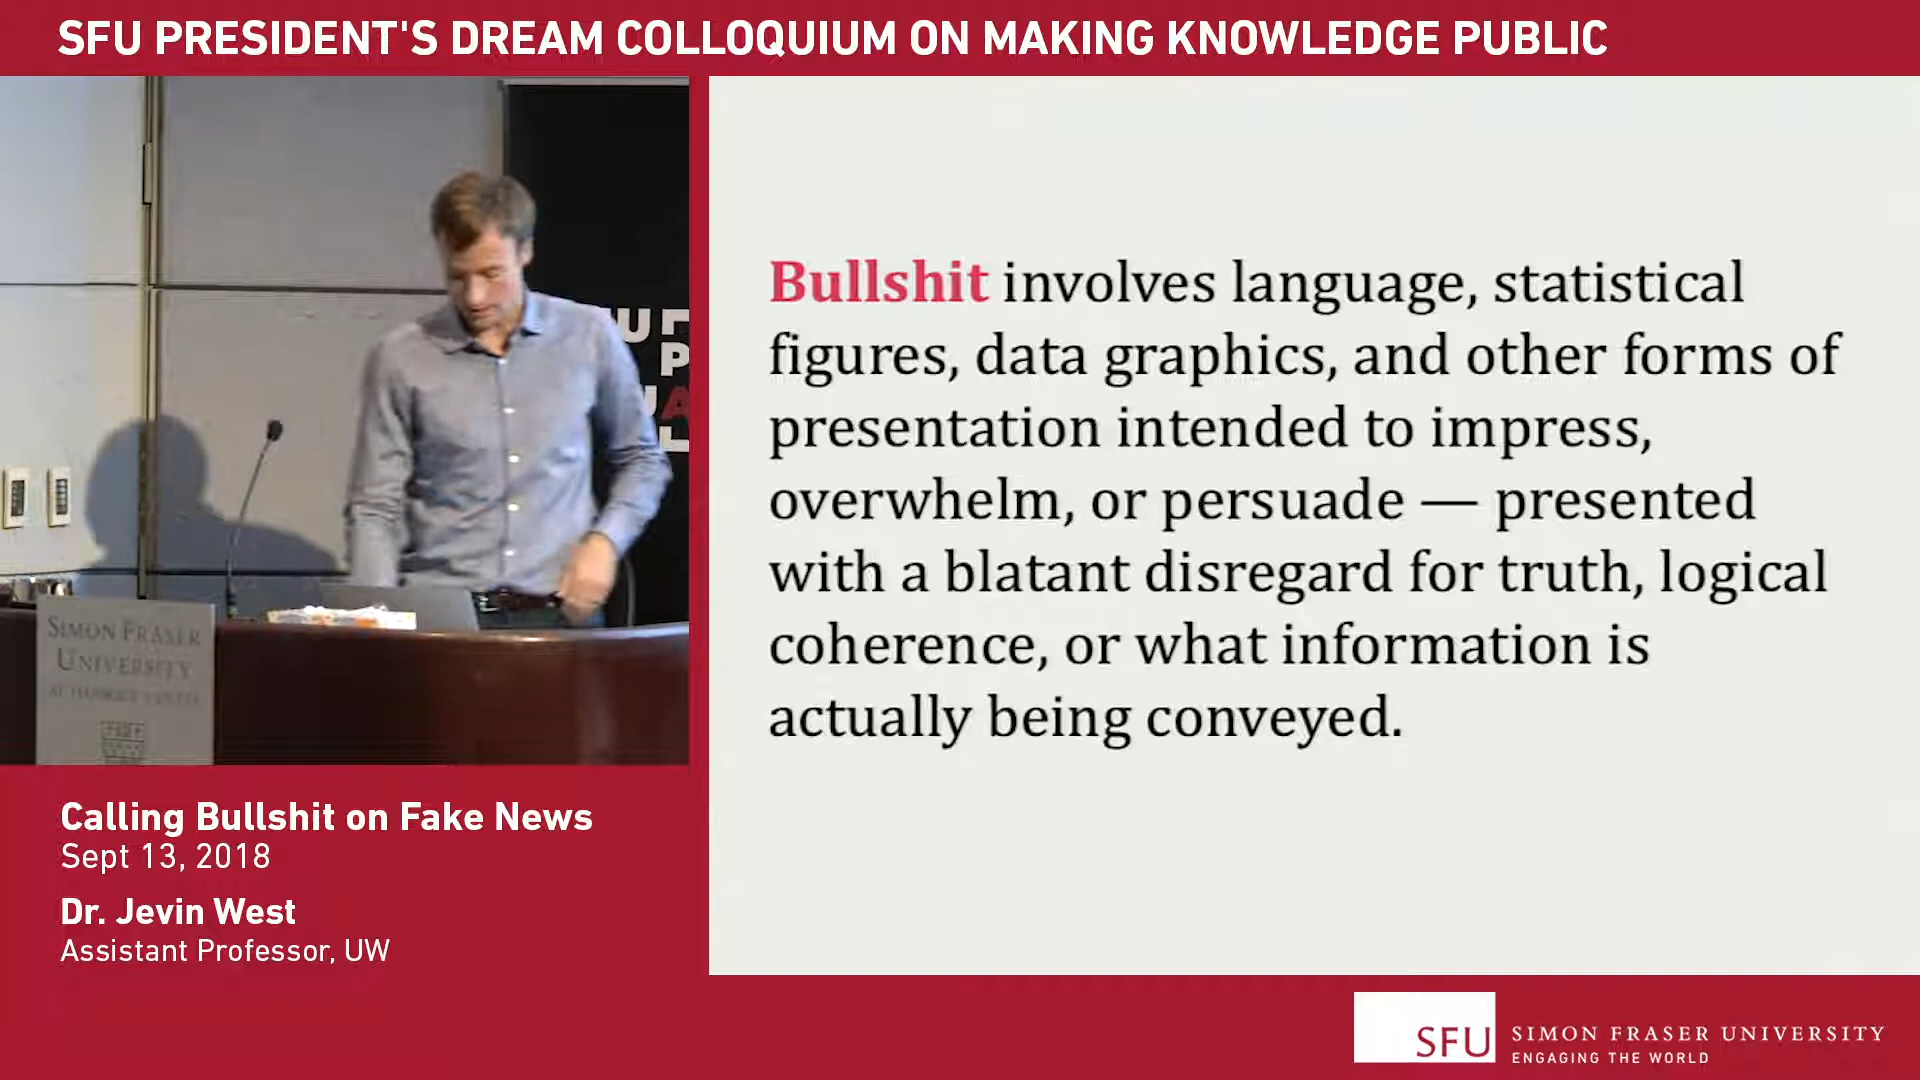 SFU PRESIDENT'S DREAM COLLOQUIUM ON MAKING KNOWLEDGE PUBLIC
SIMON FRASER
UNIVERSITY
Bullshit involves language, statistical
figures, data graphics, and other forms of
presentation intended to impress,
overwhelm, or persuade — presented
with a blatant disregard for truth, logical
coherence, or what information is
actually being conveyed.
Calling Bullshit on Fake News
Sept 13, 2018
Dr. Jevin West
Assistant Professor, UW
SFU SIMON FRASER UNIVERSITY
ENGAGING THE WORLD